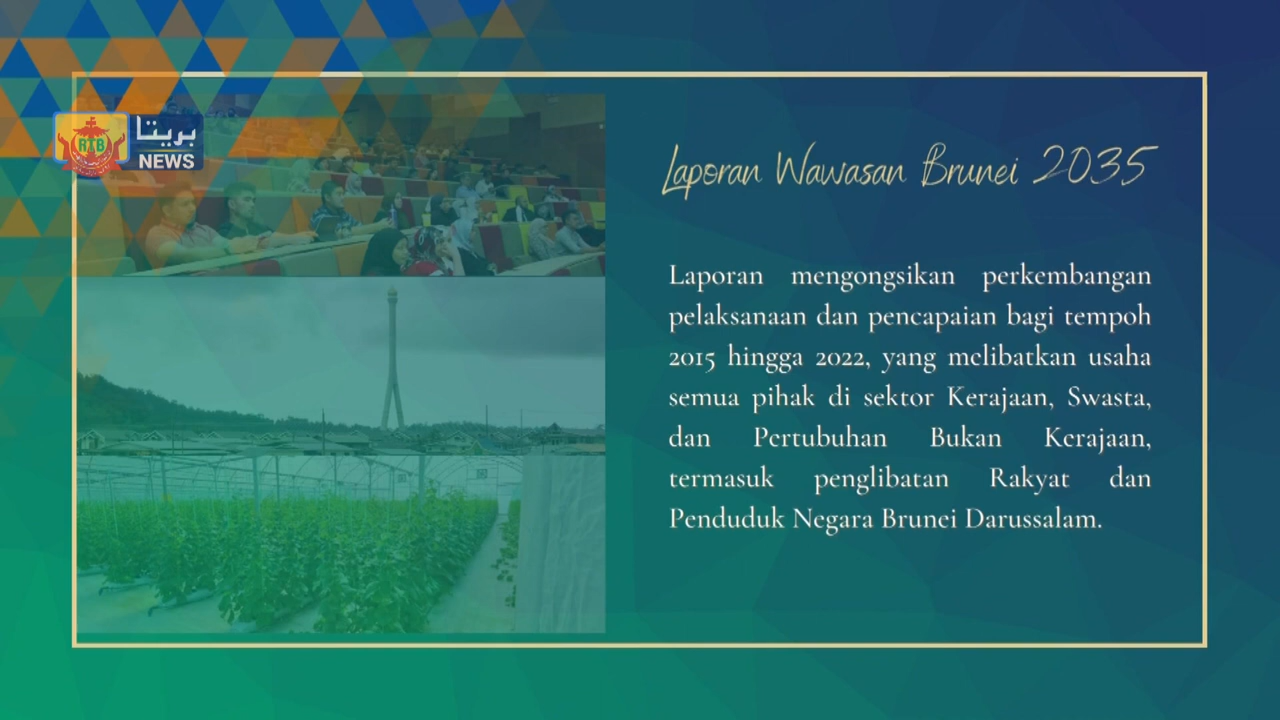 RTB
بريتا
NEWS
Laporan Wawasan Brunei 2035
Laporan mengongsikan perkembangan
pelaksanaan dan pencapaian bagi tempoh
2015 hingga 2022, yang melibatkan usaha
semua pihak di sektor Kerajaan, Swasta,
dan Pertubuhan Bukan Kerajaan,
termasuk penglibatan Rakyat dan
Penduduk Negara Brunei Darussalam.